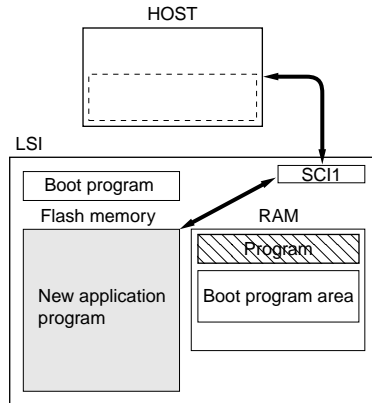 HOST
LSI
SCI1
Boot program
Flash memory
RAM
Program
New application
program
Boot program area